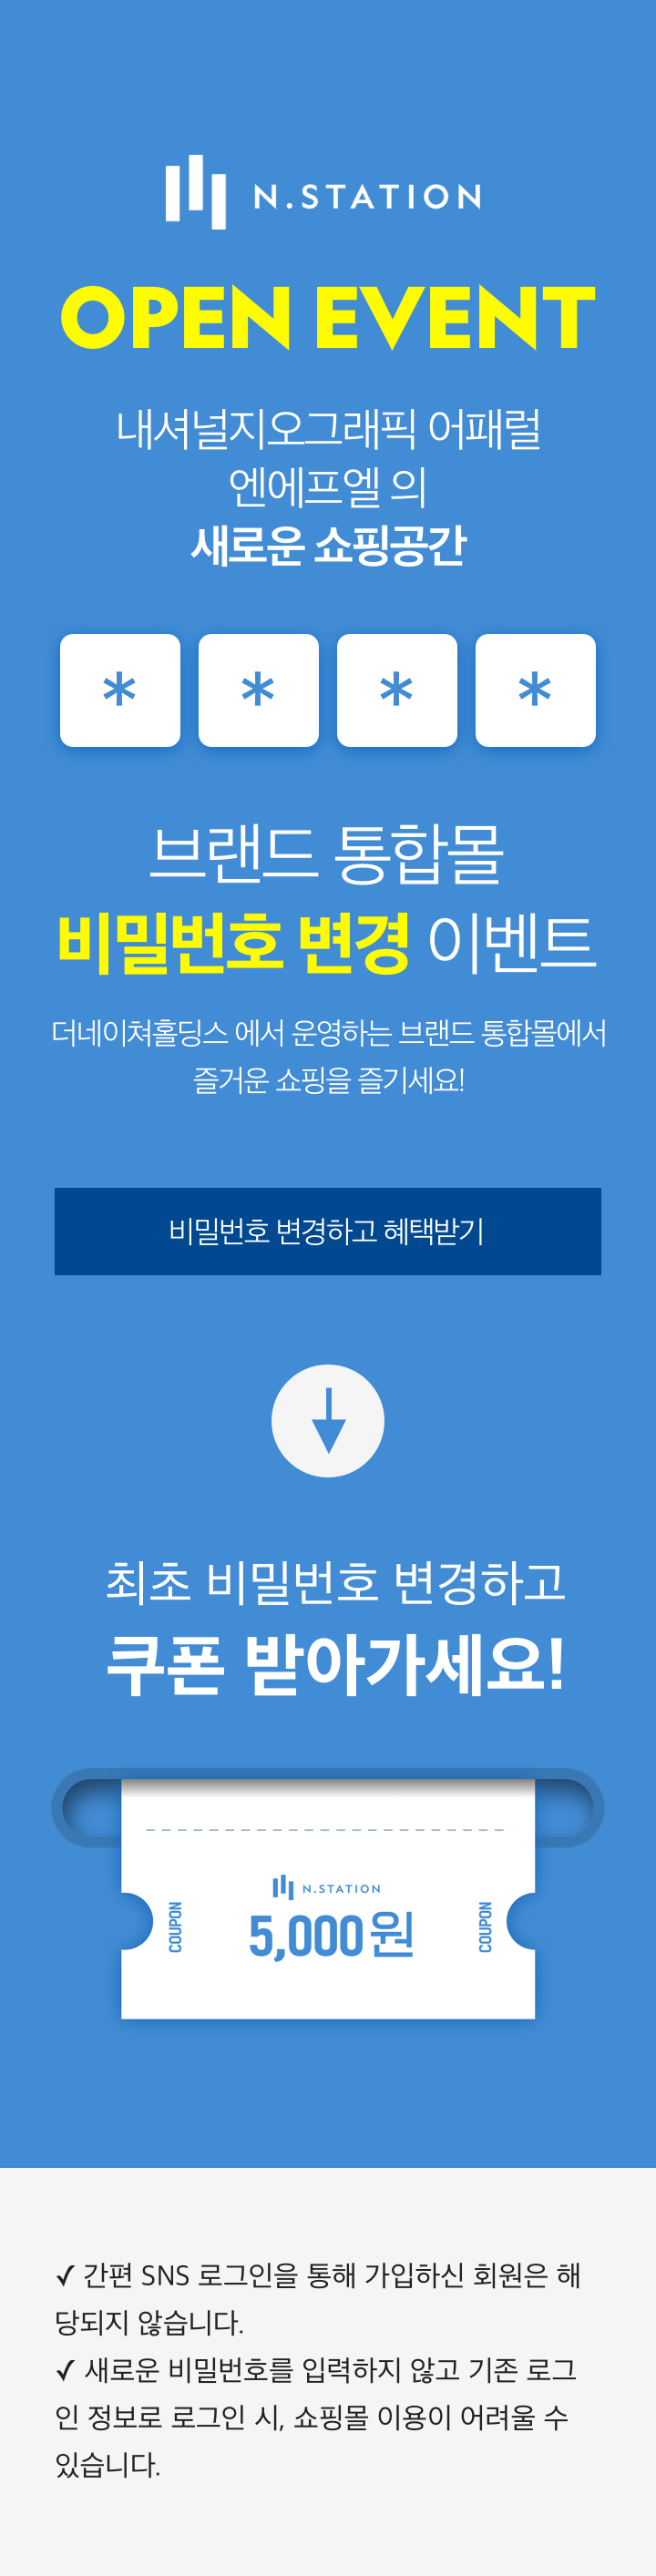 N.STATION
OPEN EVENT
내셔널지오그래픽 어패럴
엔에프엘 의
새로운 쇼핑공간
* * * *
브랜드 통합몰
비밀번호 변경 이벤트
더네이쳐홀딩스 에서 운영하는 브랜드 통합몰에서
즐거운 쇼핑을 즐기세요!
비밀번호 변경하고 혜택받기
최초 비밀번호 변경하고
쿠폰 받아가세요!
N.STATION
COUPON
5,000원
COUPON
✓ 간편 SNS 로그인을 통해 가입하신 회원은 해
당되지 않습니다.
✓ 새로운 비밀번호를 입력하지 않고 기존 로그
인 정보로 로그인 시, 쇼핑몰 이용이 어려울 수
있습니다.